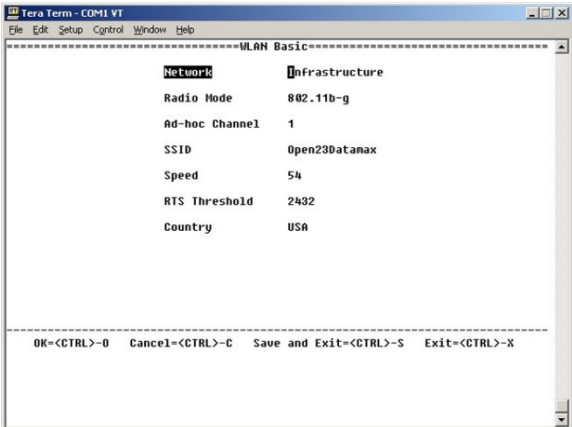 Tera Term - COM1 VT
File Edit Setup Control Window Help
================================WLAN Basic=================================
Network Infrastructure
Radio Mode 802.11b-g
Ad-hoc Channel 1
SSID Open23Datamax
Speed 54
RTS Threshold 2432
Country USA
OK=<CTRL>-O Cancel=<CTRL>-C Save and Exit=<CTRL>-S Exit=<CTRL>-X